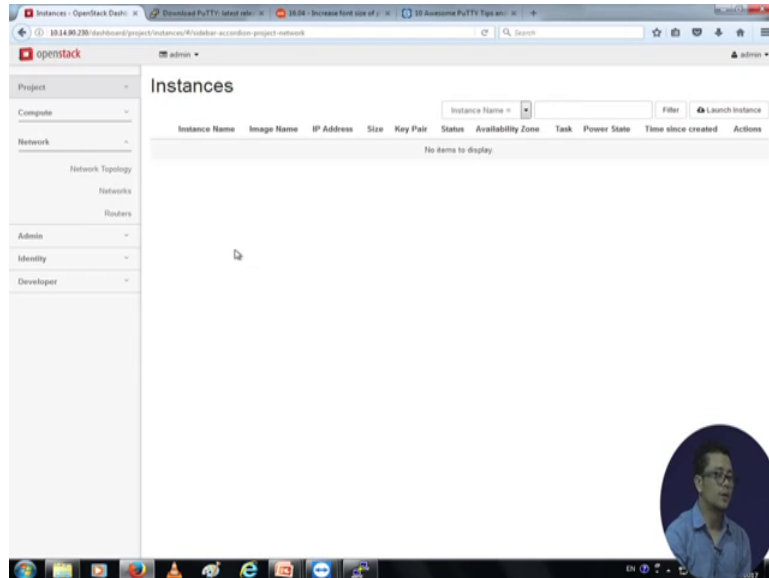 Instances - OpenStack Dashb
Download PuTTY: latest rele
16.04 - Increase font size of
10 Awesome PuTTY Tips and
10.14.90.230/dashboard/project/instances/#/sidebar-accordion-project-network
Search
openstack
admin
admin
Project
Instances
Compute
Instance Name =
Filter
Launch Instance
Instance Name Image Name IP Address Size Key Pair Status Availability Zone Task Power State Time since created Actions
Network
No items to display.
Network Topology
Networks
Routers
Admin
Identity
Developer
EN